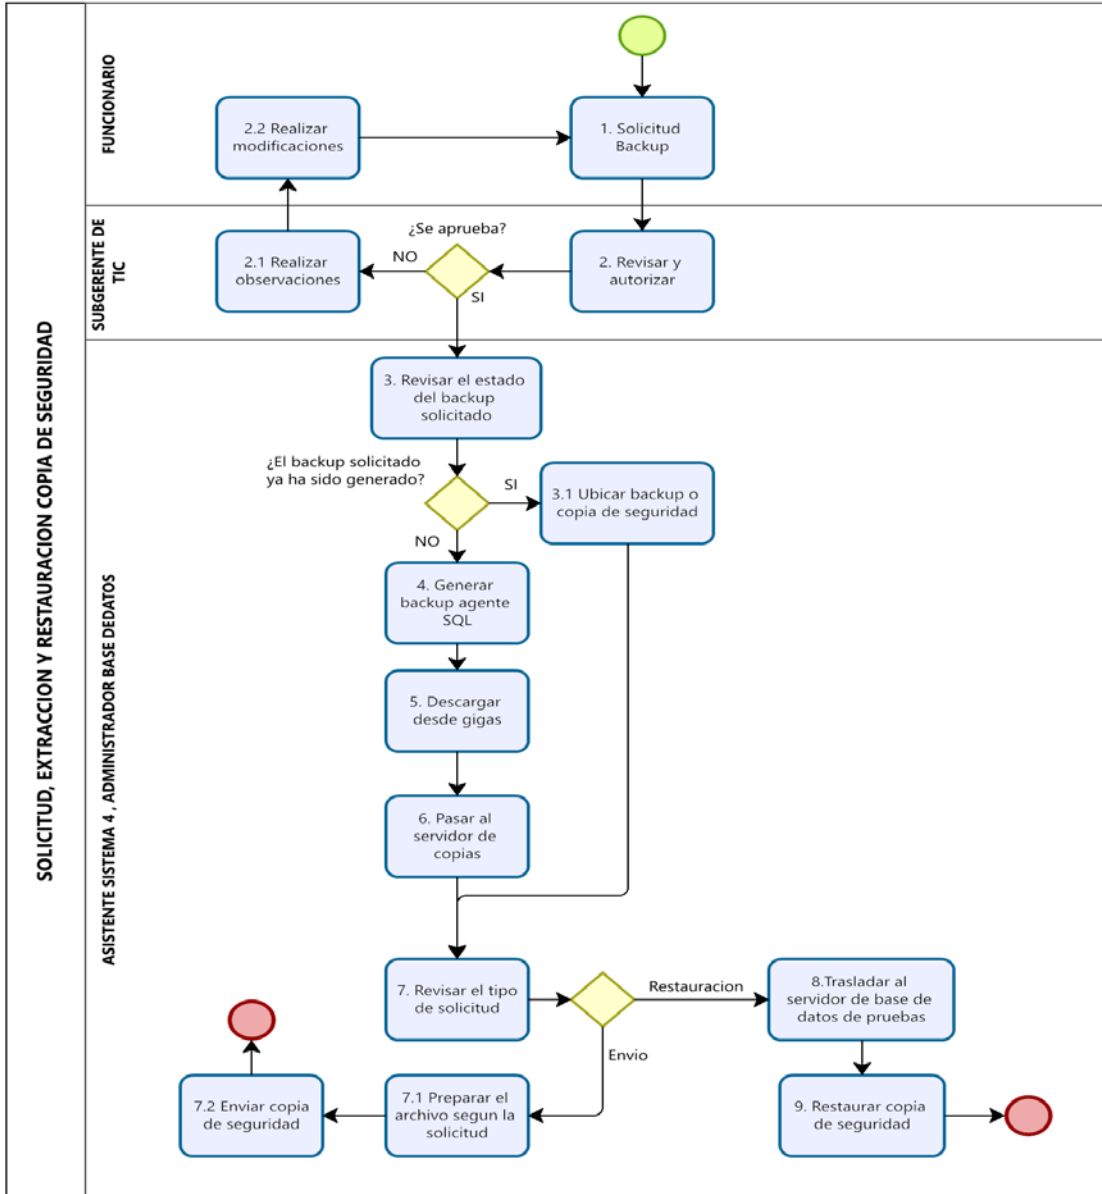 SOLICITUD, EXTRACCION Y RESTAURACION COPIA DE SEGURIDAD
FUNCIONARIO
2.2 Realizar
modificaciones
1. Solicitud
Backup
SUBGERENTE DE
TIC
¿Se aprueba?
NO
SI
2.1 Realizar
observaciones
2. Revisar y
autorizar
ASISTENTE SISTEMA 4 , ADMINISTRADOR BASE DEDATOS
3. Revisar el estado
del backup
solicitado
¿El backup solicitado
ya ha sido generado?
SI
NO
3.1 Ubicar backup o
copia de seguridad
4. Generar
backup agente
SQL
5. Descargar
desde gigas
6. Pasar al
servidor de
copias
7. Revisar el tipo
de solicitud
Restauracion
Envio
8.Trasladar al
servidor de base de
datos de pruebas
7.2 Enviar copia
de seguridad
7.1 Preparar el
archivo segun la
solicitud
9. Restaurar copia
de seguridad